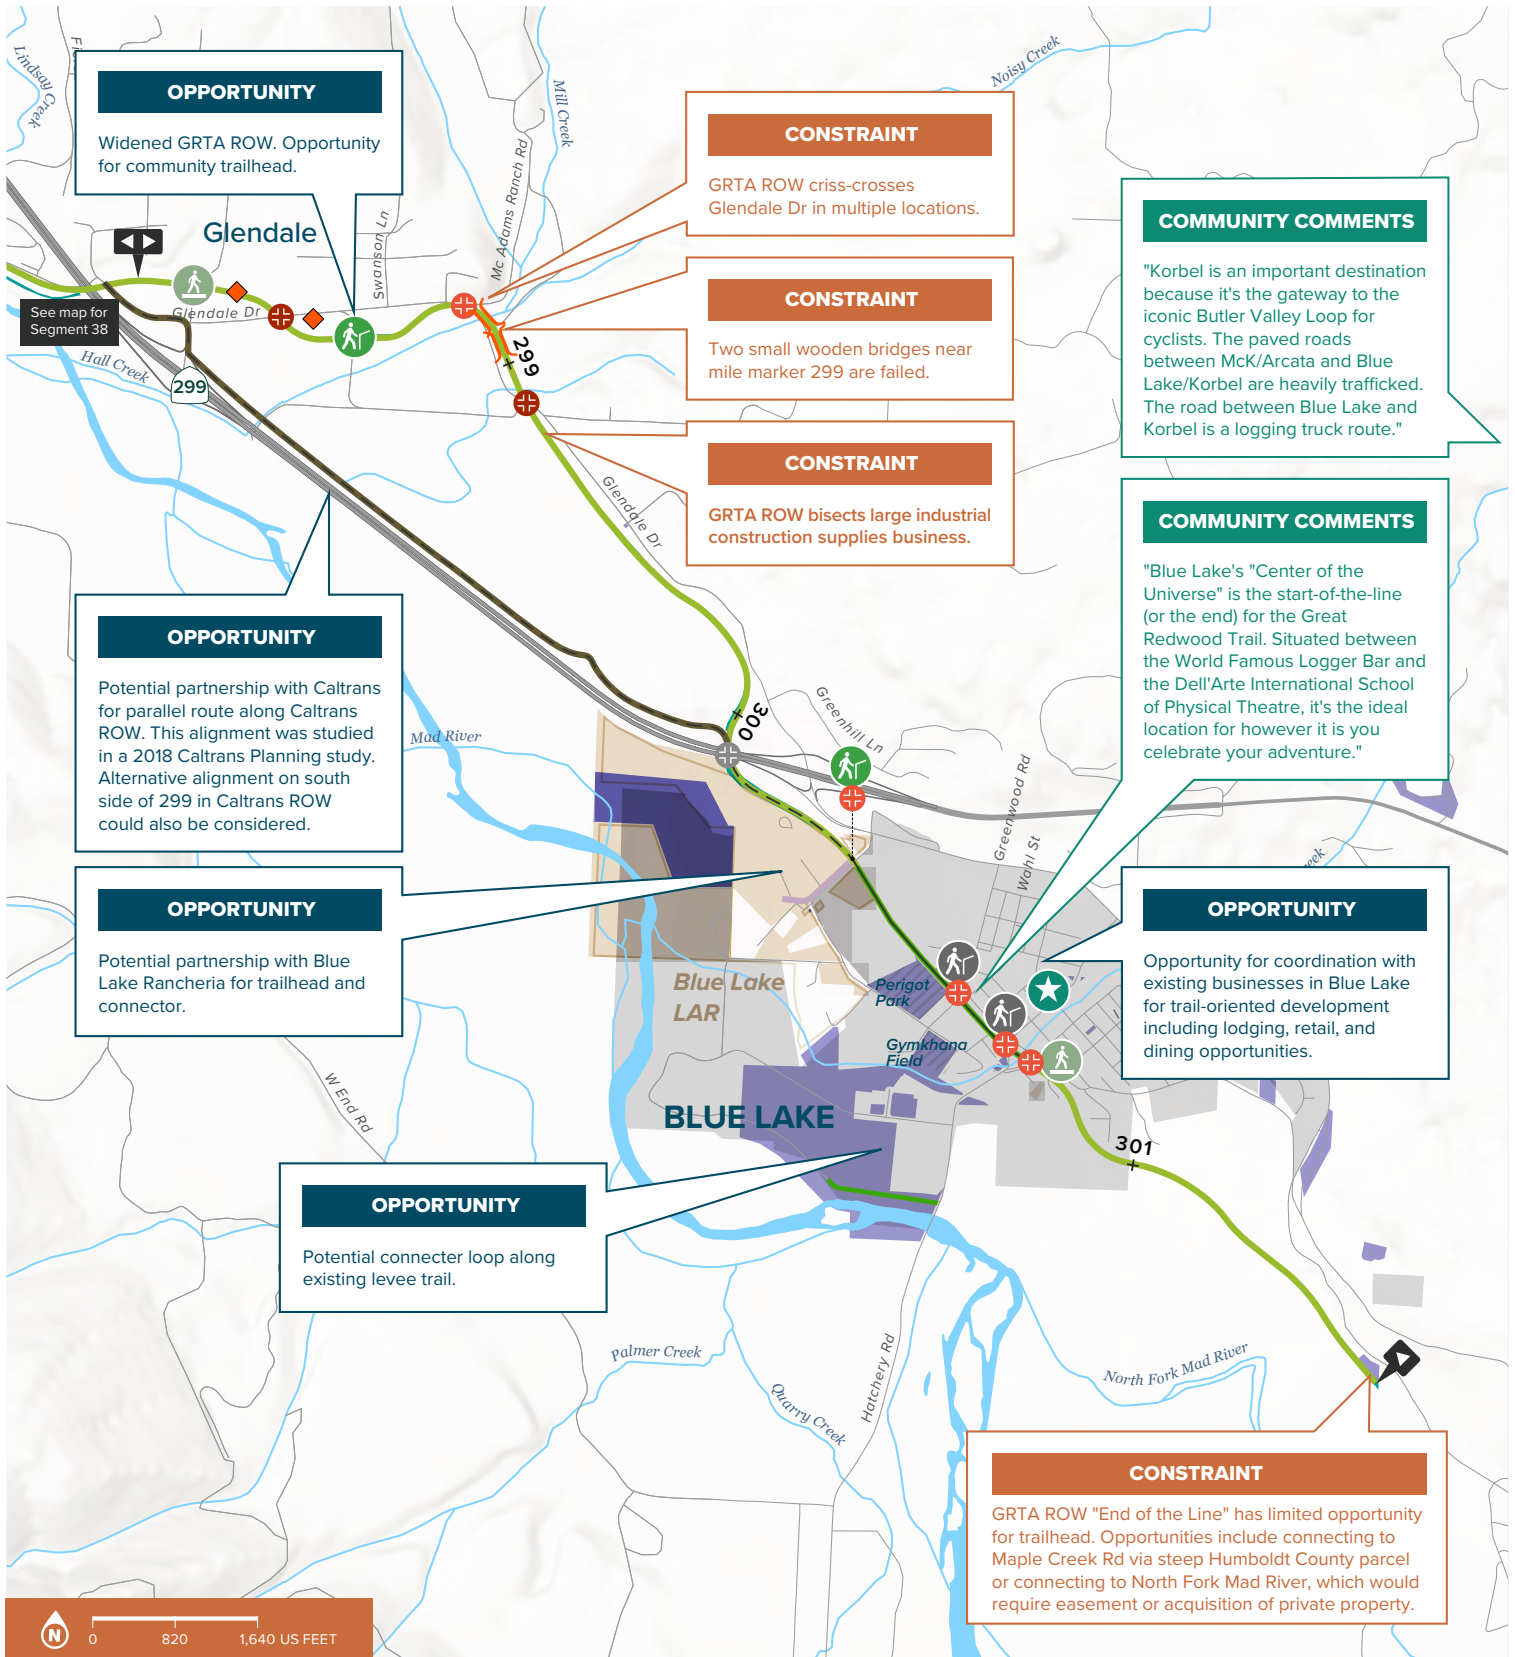 Lindsay
Creek
OPPORTUNITY
Widened GRTA ROW. Opportunity
for community trailhead.
Glendale
Swanson Ln
Mc Adams Ranch Rd
Mill Creek
Noisy Creek
CONSTRAINT
GRTA ROW criss-crosses
Glendale Dr in multiple locations.
CONSTRAINT
Two small wooden bridges near
mile marker 299 are failed.
CONSTRAINT
GRTA ROW bisects large industrial
construction supplies business.
COMMUNITY COMMENTS
"Korbel is an important destination
because it's the gateway to the
iconic Butler Valley Loop for
cyclists. The paved roads
between McK/Arcata and Blue
Lake/Korbel are heavily trafficked.
The road between Blue Lake and
Korbel is a logging truck route."
COMMUNITY COMMENTS
"Blue Lake's "Center of the
Universe" is the start-of-the-line
(or the end) for the Great
Redwood Trail. Situated between
the World Famous Logger Bar and
the Dell'Arte International School
of Physical Theatre, it's the ideal
location for however it is you
celebrate your adventure."
See map for
Segment 38
Glendale Dr
Hall Creek
299
299
Glendale Dr
OPPORTUNITY
Potential partnership with Caltrans
for parallel route along Caltrans
ROW. This alignment was studied
in a 2018 Caltrans Planning study.
Alternative alignment on south
side of 299 in Caltrans ROW
could also be considered.
Mad River
300
Greenhill Ln
Greenwood Rd
Wahl St
OPPORTUNITY
Potential partnership with Blue
Lake Rancheria for trailhead and
connector.
OPPORTUNITY
Opportunity for coordination with
existing businesses in Blue Lake
for trail-oriented development
including lodging, retail, and
dining opportunities.
Blue Lake
LAR
Perigot
Park
Gymkhana
Field
BLUE LAKE
W End Rd
301
OPPORTUNITY
Potential connecter loop along
existing levee trail.
Palmer Creek
Quarry Creek
Hatchery Rd
North Fork Mad River
CONSTRAINT
GRTA ROW "End of the Line" has limited opportunity
for trailhead. Opportunities include connecting to
Maple Creek Rd via steep Humboldt County parcel
or connecting to North Fork Mad River, which would
require easement or acquisition of private property.
N
0 820 1,640 US FEET